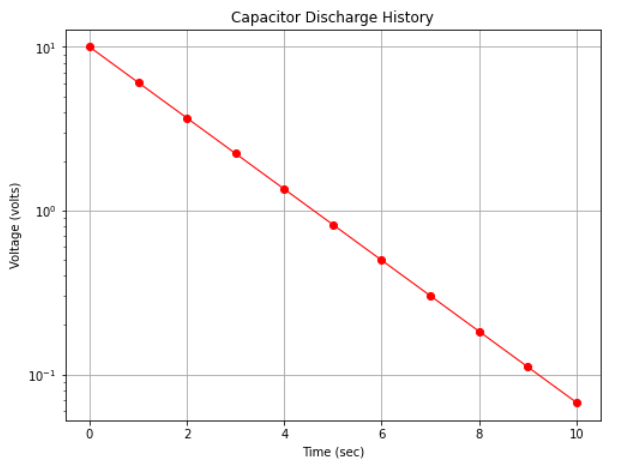 Capacitor Discharge History
10¹
10⁰
10⁻¹
Voltage (volts)
0 2 4 6 8 10
Time (sec)